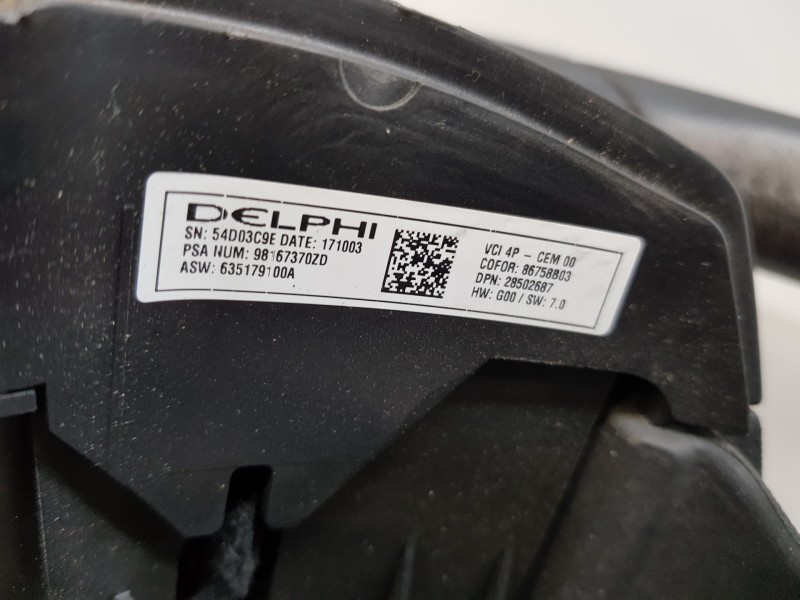 DELPHI
SN: 54D03C9E DATE: 171003
PSA NUM: 98167370ZD
ASW: 635179100A
VCI 4P - CEM 00
COFOR: 86758B03
DPN: 28502687
HW: G00 / SW: 7.0